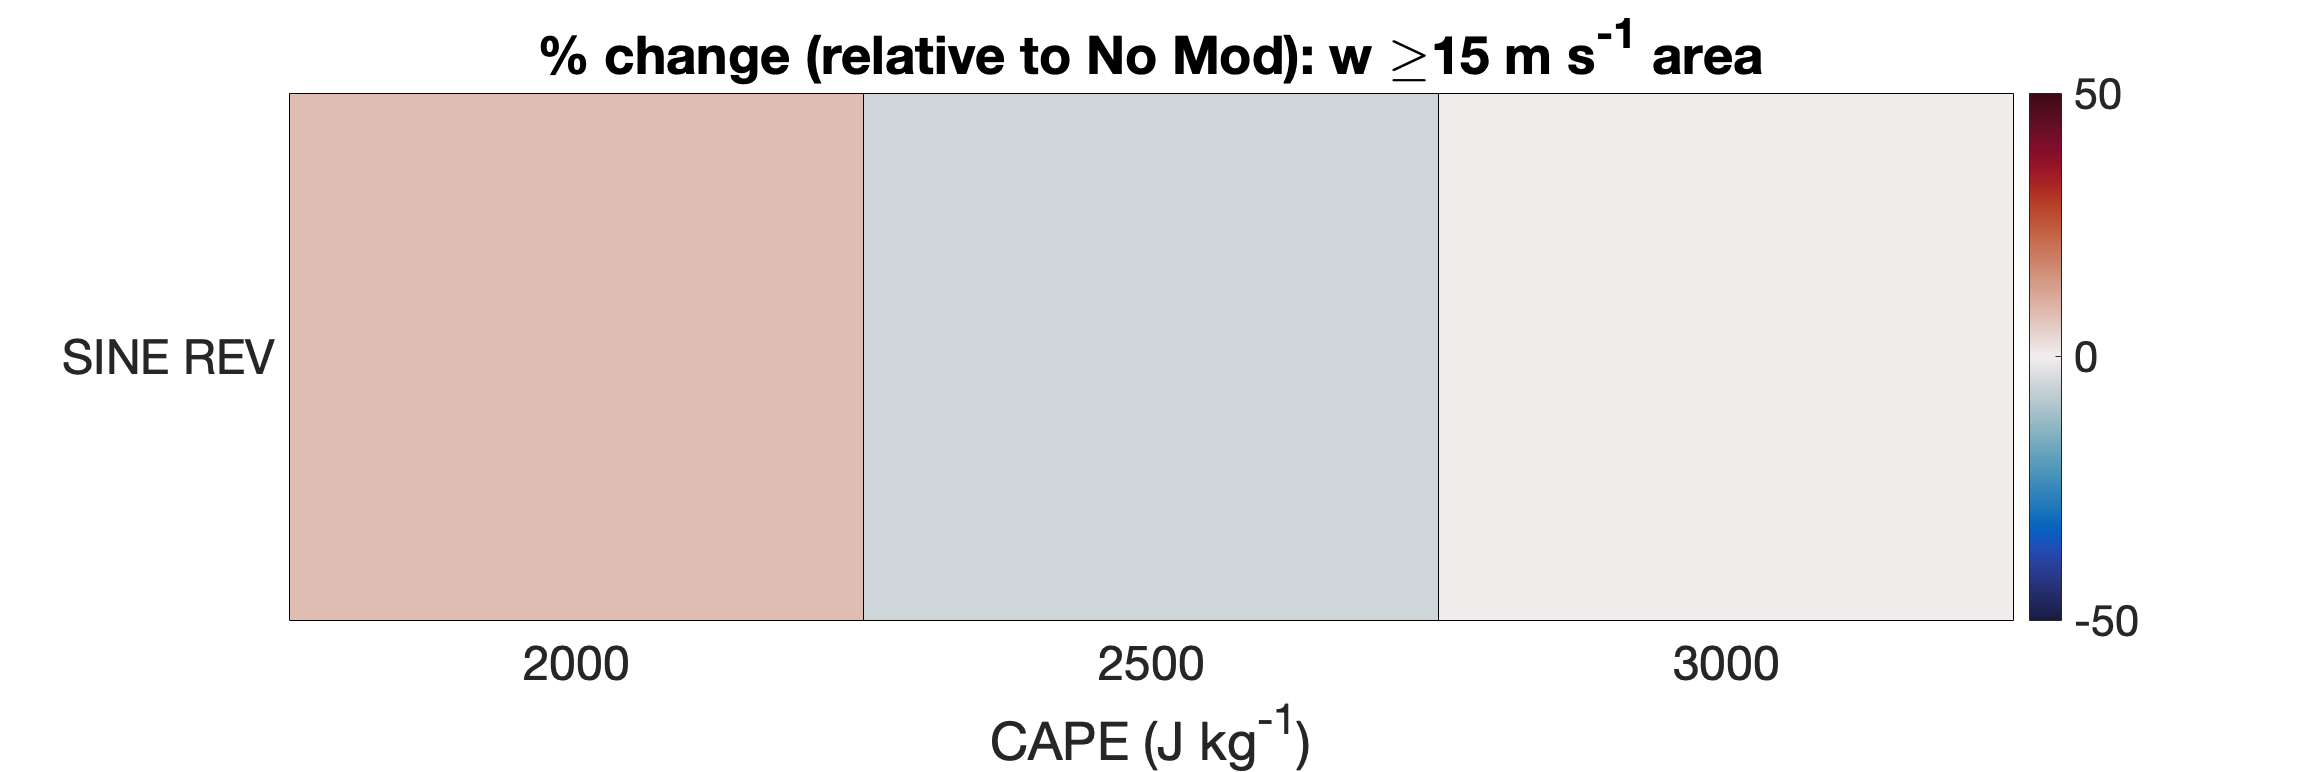 % change (relative to No Mod): w ≥15 m s⁻¹ area
50
SINE REV
0
-50
2000 2500 3000
CAPE (J kg⁻¹)